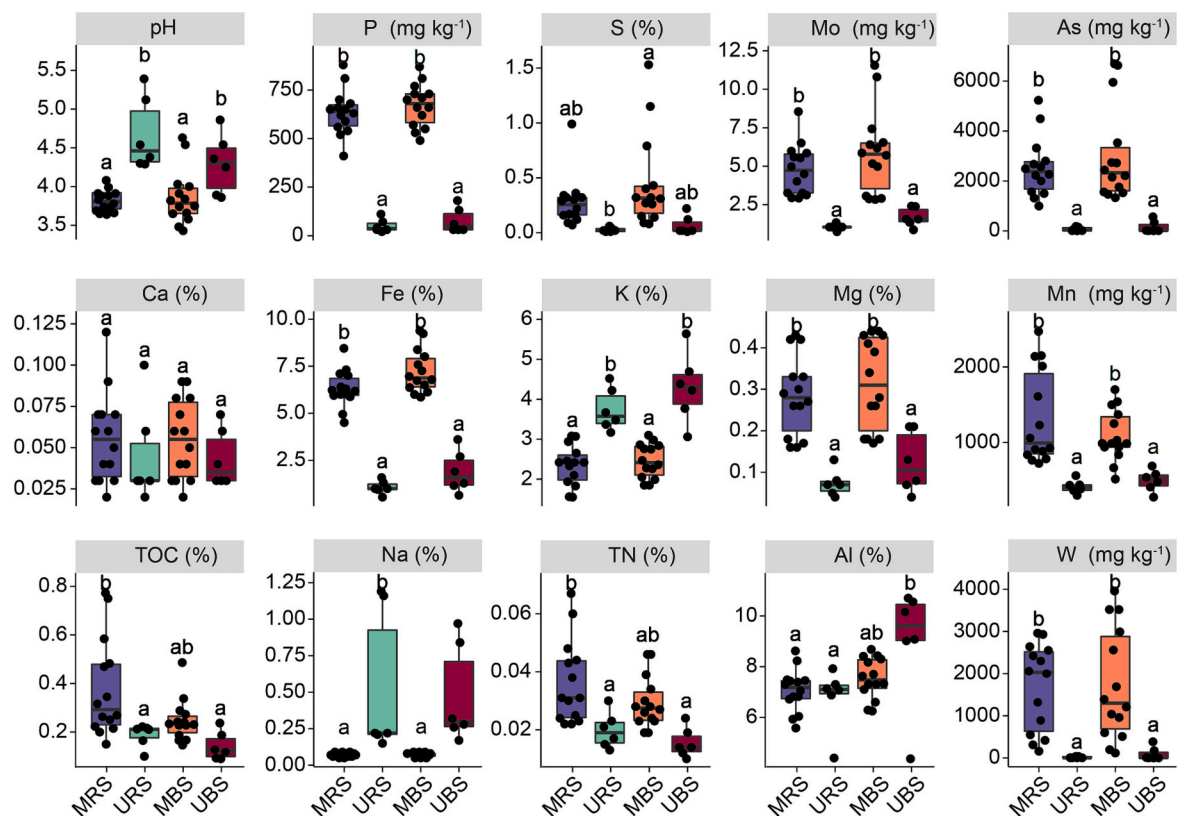 pH P (mg kg⁻¹) S (%) Mo (mg kg⁻¹) As (mg kg⁻¹)
5.5 5.0 4.5 4.0 3.5 a b a b
750 500 250 0 b a b a
1.5 1.0 0.5 0.0 ab b a ab
12.5 10.0 7.5 5.0 2.5 b a b a
6000 4000 2000 0 b a b a
Ca (%) Fe (%) K (%) Mg (%) Mn (mg kg⁻¹)
0.125 0.100 0.075 0.050 0.025 a a a a
10.0 7.5 5.0 2.5 b a b a
6 5 4 3 2 a b a b
0.4 0.3 0.2 0.1 b a b a
2000 1000 b a b a
TOC (%) Na (%) TN (%) Al (%) W (mg kg⁻¹)
0.8 0.6 0.4 0.2 b a ab a
1.25 1.00 0.75 0.50 0.25 0.00 a b a b
0.06 0.04 0.02 b a ab a
10 8 6 a a ab b
4000 3000 2000 1000 0 b a b a
MRS URS MBS UBS MRS URS MBS UBS MRS URS MBS UBS MRS URS MBS UBS MRS URS MBS UBS